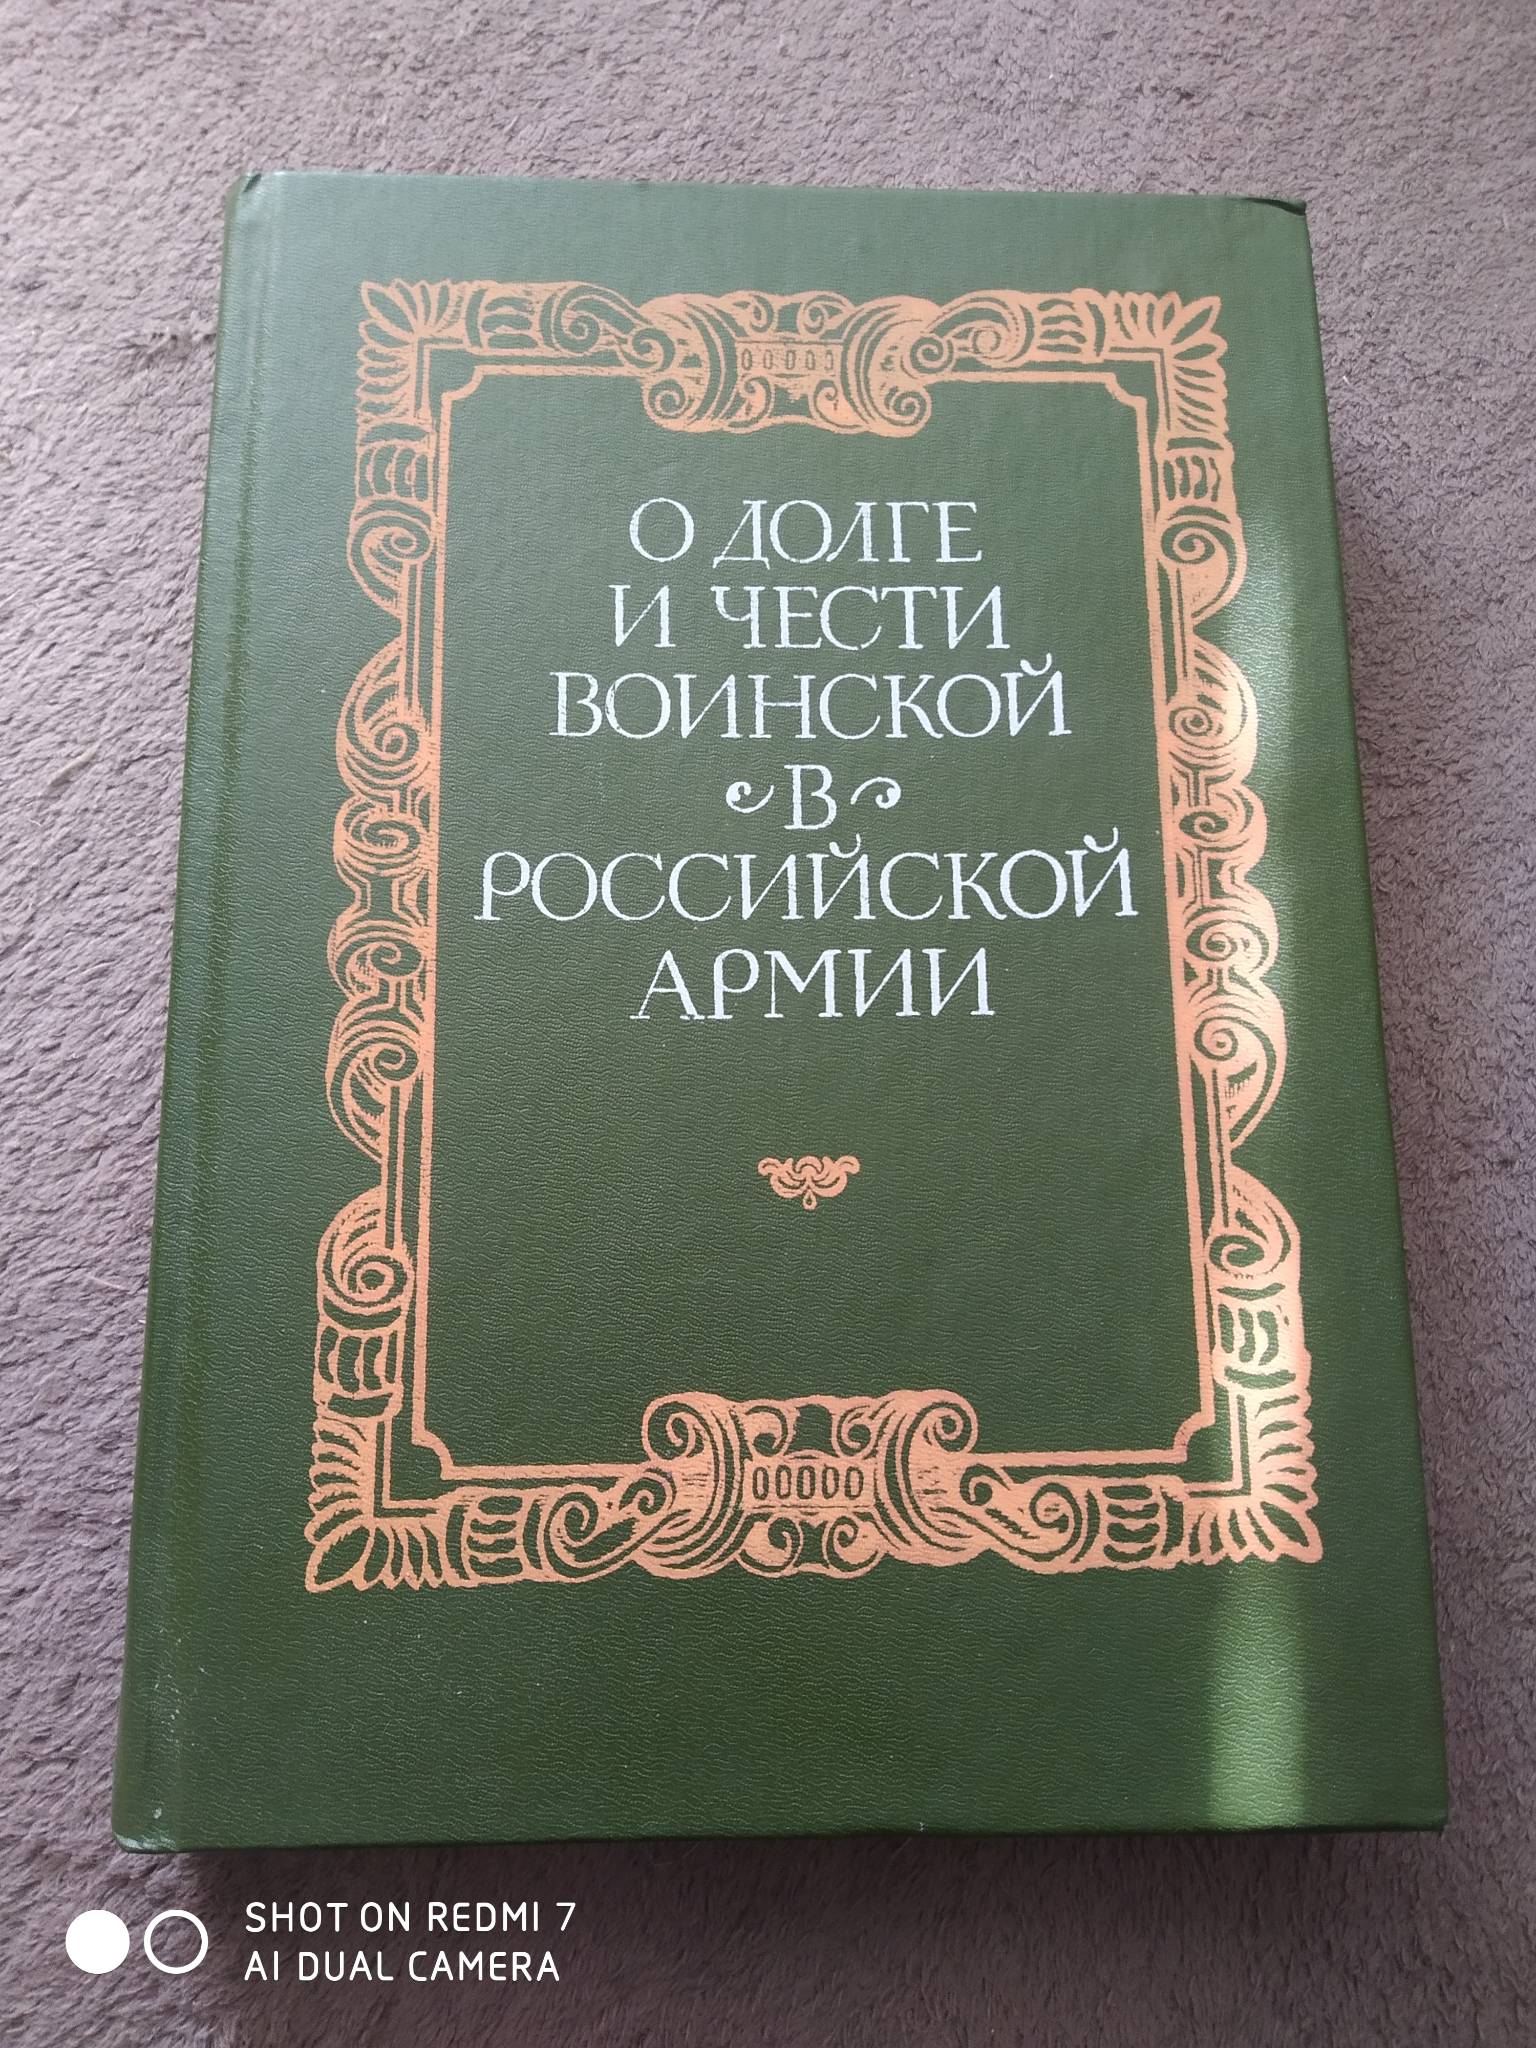 О ДОЛГЕ
И ЧЕСТИ
ВОИНСКОЙ
В
РОССИЙСКОЙ
АРМИИ
SHOT ON REDMI 7
AI DUAL CAMERA